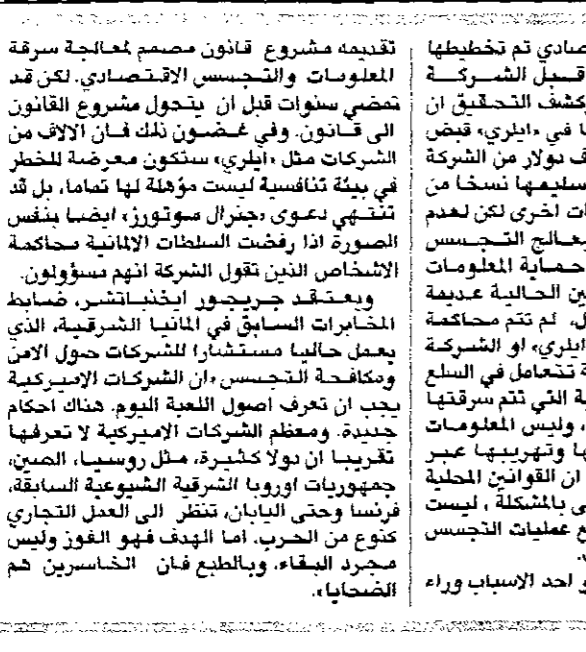 صادي تم تخطيطها
قبل الشركة
كشف التحقيق ان
ا في «ايلري» قبض
ف دولار من الشركة
سليمها نسخا من
ات اخرى لكن لعدم
يعالج التجسس
حماية المعلومات
ين الحالية عديمة
ل، لم تتم محاكمة
ايلري» او الشركة
ة تتعامل في السلع
ية التي تتم سرقتها
، وليس المعلومات
ها وتهريبها عبر
ان القوانين المحلية
ى بالمشكلة ، ليست
ع عمليات التجسس
و احد الاسباب وراء
تقديمه مشروع قانون مصمم لمعالجة سرقة
المعلومات والتجسس الاقتصادي. لكن قد
تمضي سنوات قبل ان يتحول مشروع القانون
الى قانون. وفي غضون ذلك فان الالاف من
الشركات مثل «ايلري» ستكون معرضة للخطر
في بيئة تنافسية ليست مؤهلة لها تماما، بل قد
تنتهي دعوى «جنرال موتورز» ايضا بنفس
الصورة اذا رفضت السلطات الالمانية محاكمة
الاشخاص الذين تقول الشركة انهم مسؤولون.
ويعتقد جريجور ايخنباتشر، ضابط
المخابرات السابق في المانيا الشرقية، الذي
يعمل حاليا مستشارا للشركات حول الامن
ومكافحة التجسس «ان الشركات الاميركية
يجب ان تعرف اصول اللعبة اليوم. هناك احكام
جديدة. ومعظم الشركات الاميركية لا تعرفها
تقريبا ان دولا كثيرة، مثل روسيا، الصين،
جمهوريات اوروبا الشرقية الشيوعية السابقة،
فرنسا وحتى اليابان، تنظر الى العمل التجاري
كنوع من الحرب. اما الهدف فهو الفوز وليس
مجرد البقاء. وبالطبع فان الخاسرين هم
الضحايا».